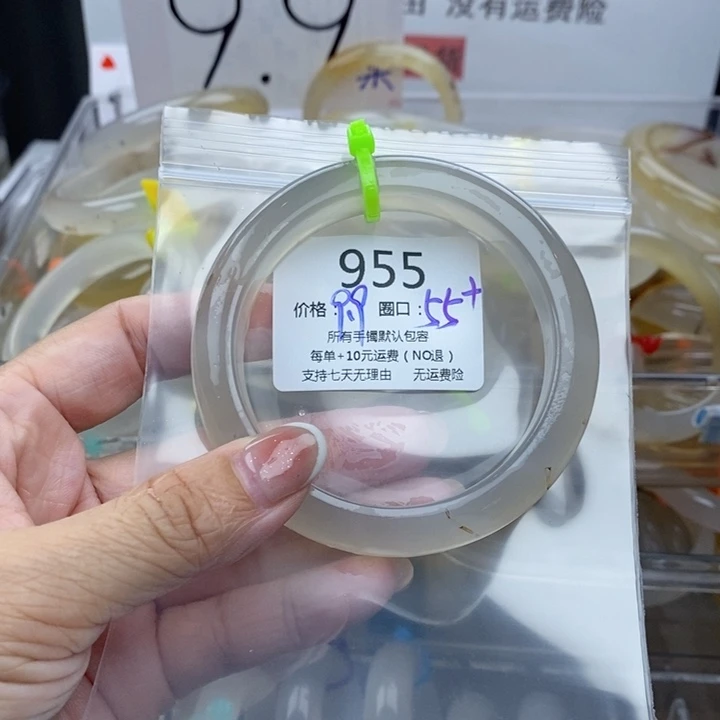 9.9
没有运费险
955
价格：99 圈口：55+
所有手镯默认包容
每单+10元运费（NO退）
支持七天无理由 无运费险